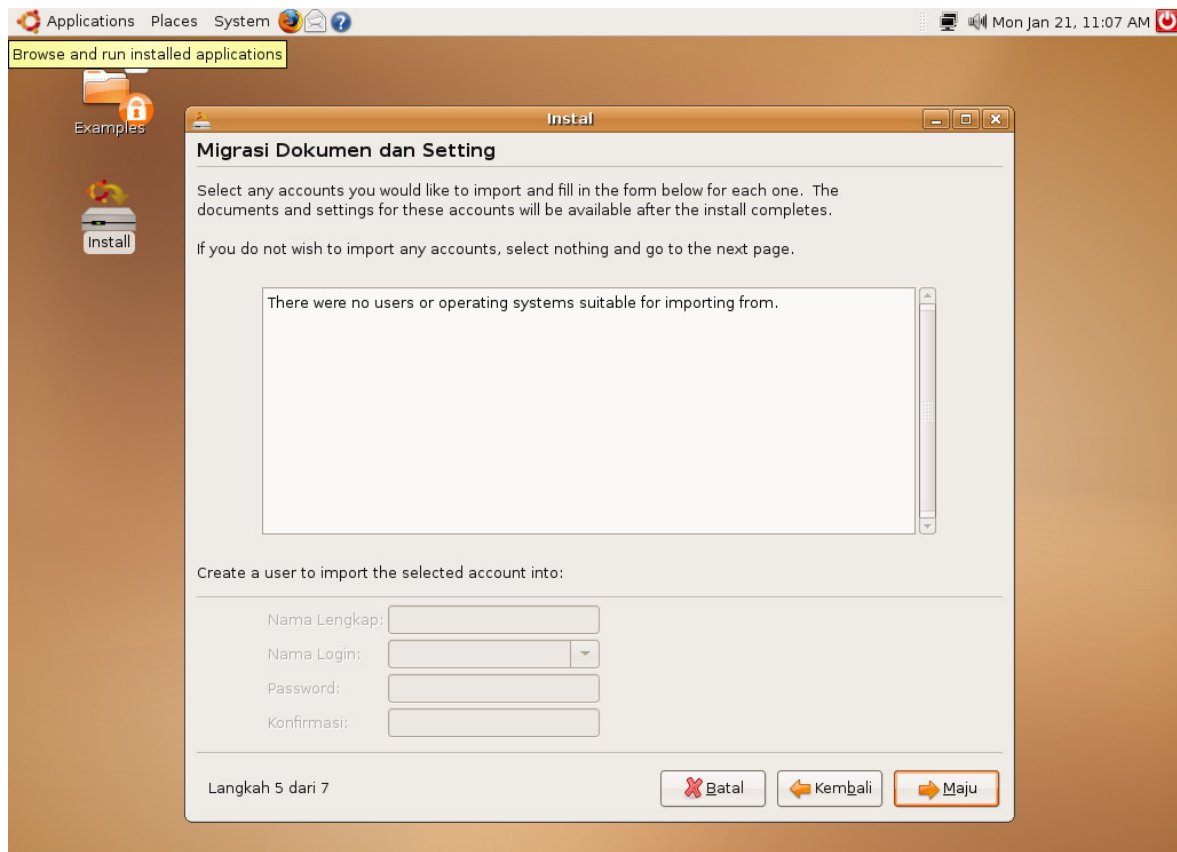 Applications Places System Mon Jan 21, 11:07 AM
Browse and run installed applications
Examples
Install
Instal
Migrasi Dokumen dan Setting
Select any accounts you would like to import and fill in the form below for each one. The
documents and settings for these accounts will be available after the install completes.
If you do not wish to import any accounts, select nothing and go to the next page.
There were no users or operating systems suitable for importing from.
Create a user to import the selected account into:
Nama Lengkap:
Nama Login:
Password:
Konfirmasi:
Langkah 5 dari 7 Batal Kembali Maju